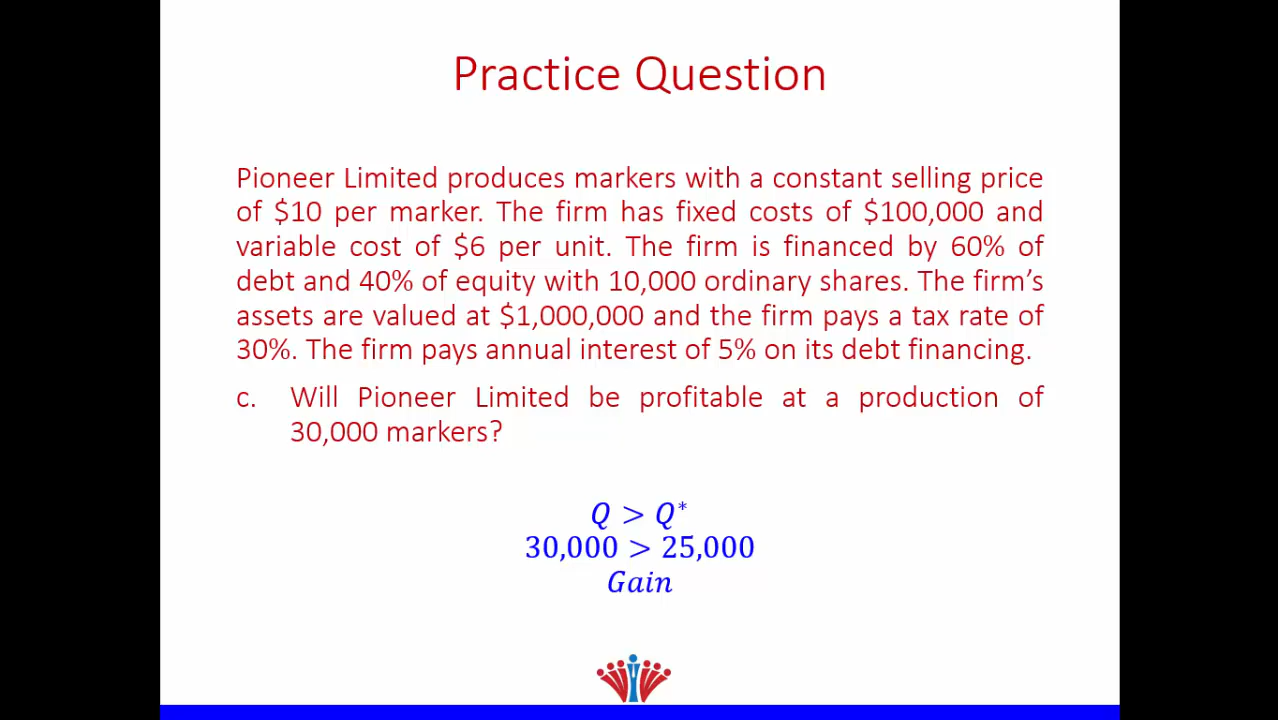 Practice Question
Pioneer Limited produces markers with a constant selling price
of $10 per marker. The firm has fixed costs of $100,000 and
variable cost of $6 per unit. The firm is financed by 60% of
debt and 40% of equity with 10,000 ordinary shares. The firm’s
assets are valued at $1,000,000 and the firm pays a tax rate of
30%. The firm pays annual interest of 5% on its debt financing.
c. Will Pioneer Limited be profitable at a production of
30,000 markers?
Q > Q*
30,000 > 25,000
Gain